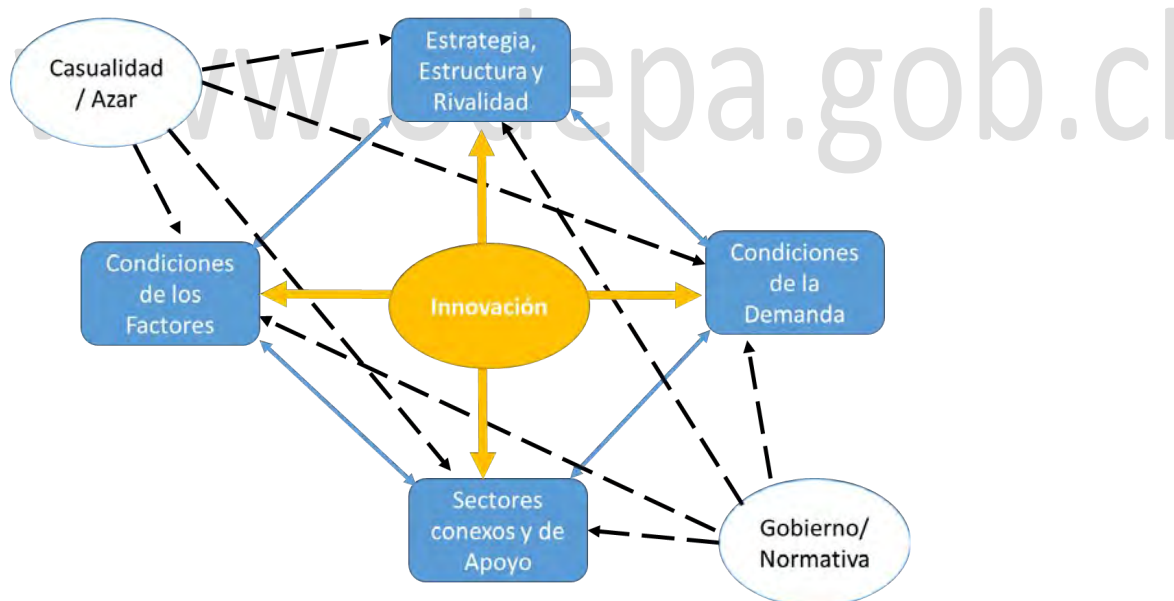 www.odepa.gob.cl
Casualidad
/ Azar
Estrategia,
Estructura y
Rivalidad
Condiciones
de los
Factores
Innovación
Condiciones
de la
Demanda
Sectores
conexos y de
Apoyo
Gobierno/
Normativa